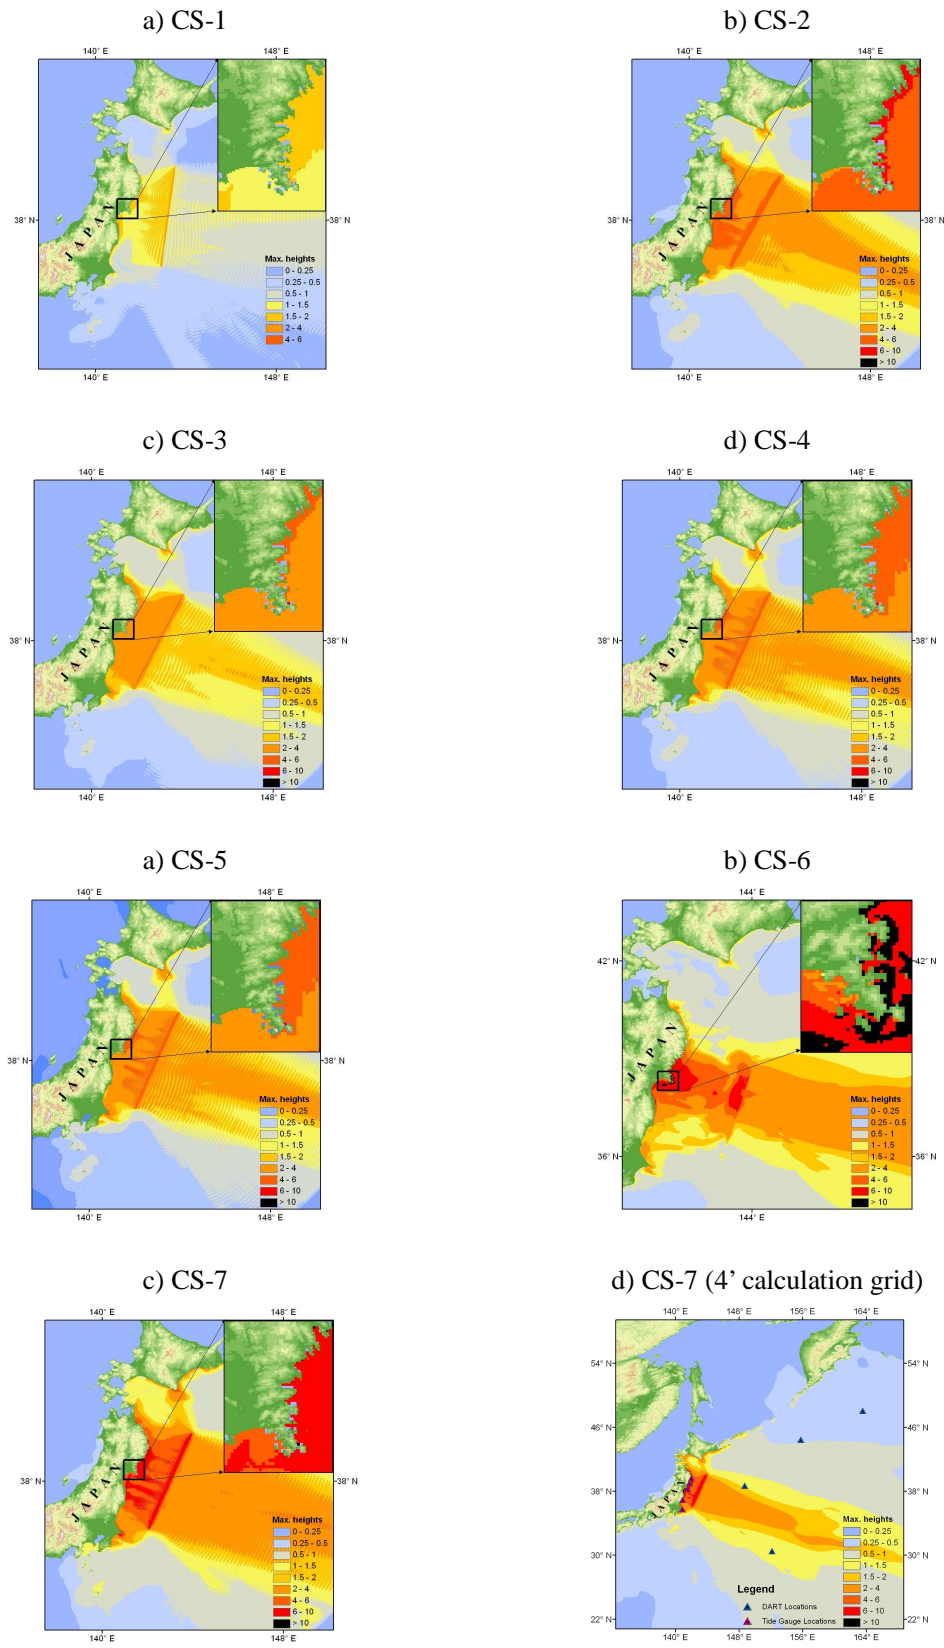 a) CS-1
b) CS-2
140° E
148° E
140° E
148° E
38° N
38° N
38° N
38° N
JAPAN
JAPAN
Max. heights
0 - 0.25
0.25 - 0.5
0.5 - 1
1 - 1.5
1.5 - 2
2 - 4
4 - 6
Max. heights
0 - 0.25
0.25 - 0.5
0.5 - 1
1 - 1.5
1.5 - 2
2 - 4
4 - 6
6 - 10
> 10
140° E
148° E
140° E
148° E
c) CS-3
d) CS-4
140° E
148° E
140° E
148° E
38° N
38° N
38° N
38° N
JAPAN
JAPAN
Max. heights
0 - 0.25
0.25 - 0.5
0.5 - 1
1 - 1.5
1.5 - 2
2 - 4
4 - 6
6 - 10
> 10
Max. heights
0 - 0.25
0.25 - 0.5
0.5 - 1
1 - 1.5
1.5 - 2
2 - 4
4 - 6
6 - 10
> 10
140° E
148° E
140° E
148° E
a) CS-5
b) CS-6
140° E
148° E
144° E
42° N
42° N
38° N
38° N
JAPAN
JAPAN
36° N
36° N
Max. heights
0 - 0.25
0.25 - 0.5
0.5 - 1
1 - 1.5
1.5 - 2
2 - 4
4 - 6
6 - 10
> 10
Max. heights
0 - 0.25
0.25 - 0.5
0.5 - 1
1 - 1.5
1.5 - 2
2 - 4
4 - 6
6 - 10
> 10
140° E
148° E
144° E
c) CS-7
d) CS-7 (4’ calculation grid)
140° E
148° E
140° E
148° E
156° E
164° E
54° N
54° N
46° N
46° N
38° N
38° N
38° N
38° N
30° N
30° N
22° N
22° N
JAPAN
JAPAN
Max. heights
0 - 0.25
0.25 - 0.5
0.5 - 1
1 - 1.5
1.5 - 2
2 - 4
4 - 6
6 - 10
> 10
Legend
DART Locations
Tide Gauge Locations
Max. heights
0 - 0.25
0.25 - 0.5
0.5 - 1
1 - 1.5
1.5 - 2
2 - 4
4 - 6
6 - 10
> 10
140° E
148° E
140° E
148° E
156° E
164° E